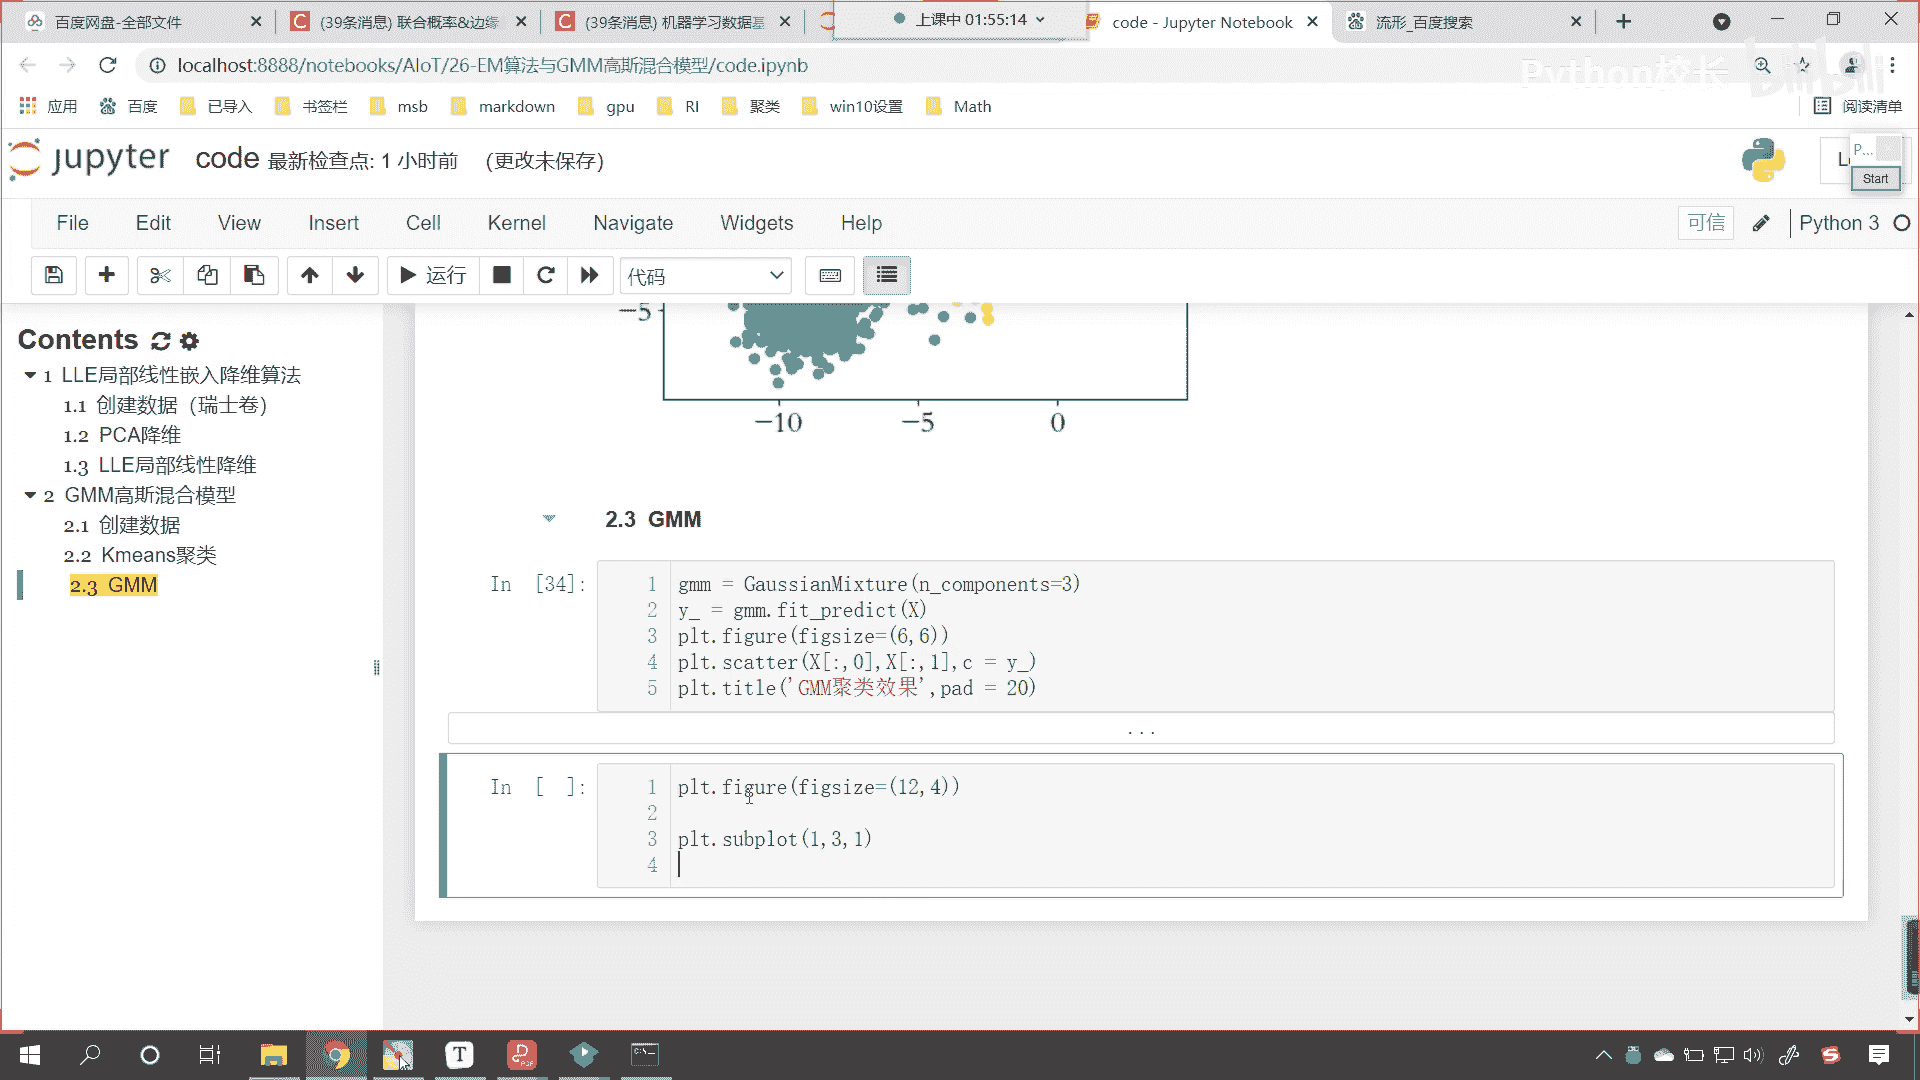 百度网盘-全部文件
(39条消息) 联合概率&边缘
(39条消息) 机器学习数据基
上课中 01:55:14
code - Jupyter Notebook
流形_百度搜索
localhost:8888/notebooks/AIoT/26-EM算法与GMM高斯混合模型/code.ipynb
Python校长
bilibili
应用
百度
已导入
书签栏
msb
markdown
gpu
RI
聚类
win10设置
Math
阅读清单
jupyter
code 最新检查点: 1 小时前 (更改未保存)
P...
Start
File Edit View Insert Cell Kernel Navigate Widgets Help
可信
Python 3
运行
代码
Contents
1 LLE局部线性嵌入降维算法
1.1 创建数据（瑞士卷）
1.2 PCA降维
1.3 LLE局部线性降维
2 GMM高斯混合模型
2.1 创建数据
2.2 Kmeans聚类
2.3 GMM
−5
−10 −5 0
2.3 GMM
In [34]:
1 gmm = GaussianMixture(n_components=3)
2 y_ = gmm.fit_predict(X)
3 plt.figure(figsize=(6,6))
4 plt.scatter(X[:,0],X[:,1],c = y_)
5 plt.title('GMM聚类效果',pad = 20)
...
In [ ]:
1 plt.figure(figsize=(12,4))
2
3 plt.subplot(1,3,1)
4